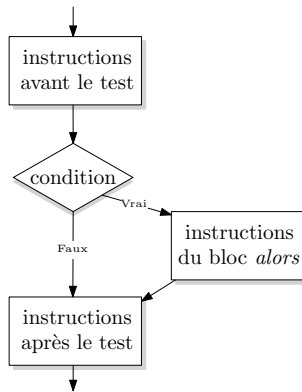 instructions
avant le test
condition
Vrai
Faux
instructions
du bloc alors
instructions
après le test